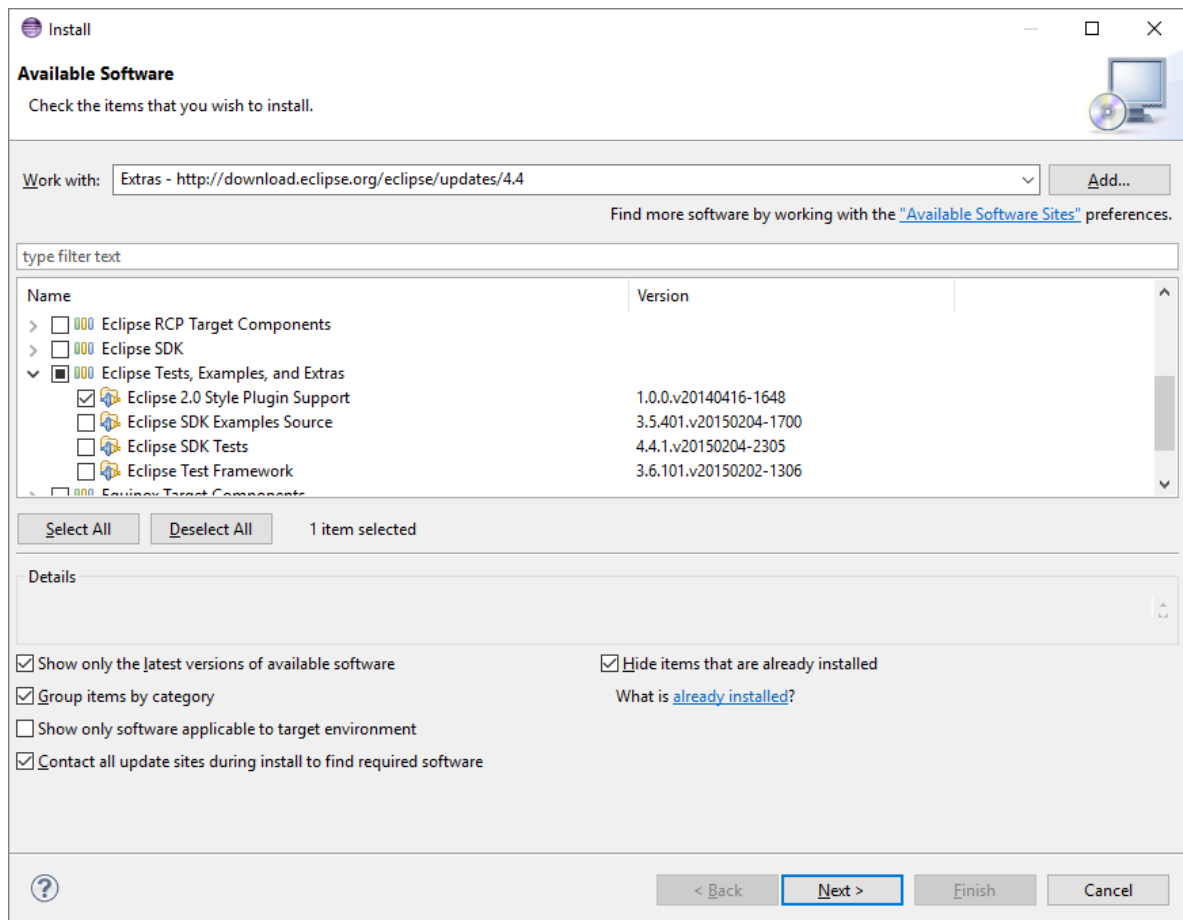 Install
Available Software
Check the items that you wish to install.
Work with: Extras - http://download.eclipse.org/eclipse/updates/4.4 Add...
Find more software by working with the "Available Software Sites" preferences.
type filter text
Name Version
Eclipse RCP Target Components
Eclipse SDK
Eclipse Tests, Examples, and Extras
Eclipse 2.0 Style Plugin Support 1.0.0.v20140416-1648
Eclipse SDK Examples Source 3.5.401.v20150204-1700
Eclipse SDK Tests 4.4.1.v20150204-2305
Eclipse Test Framework 3.6.101.v20150202-1306
Equinox Target Components
Select All Deselect All 1 item selected
Details
Show only the latest versions of available software Hide items that are already installed
Group items by category What is already installed?
Show only software applicable to target environment
Contact all update sites during install to find required software
? < Back Next > Finish Cancel